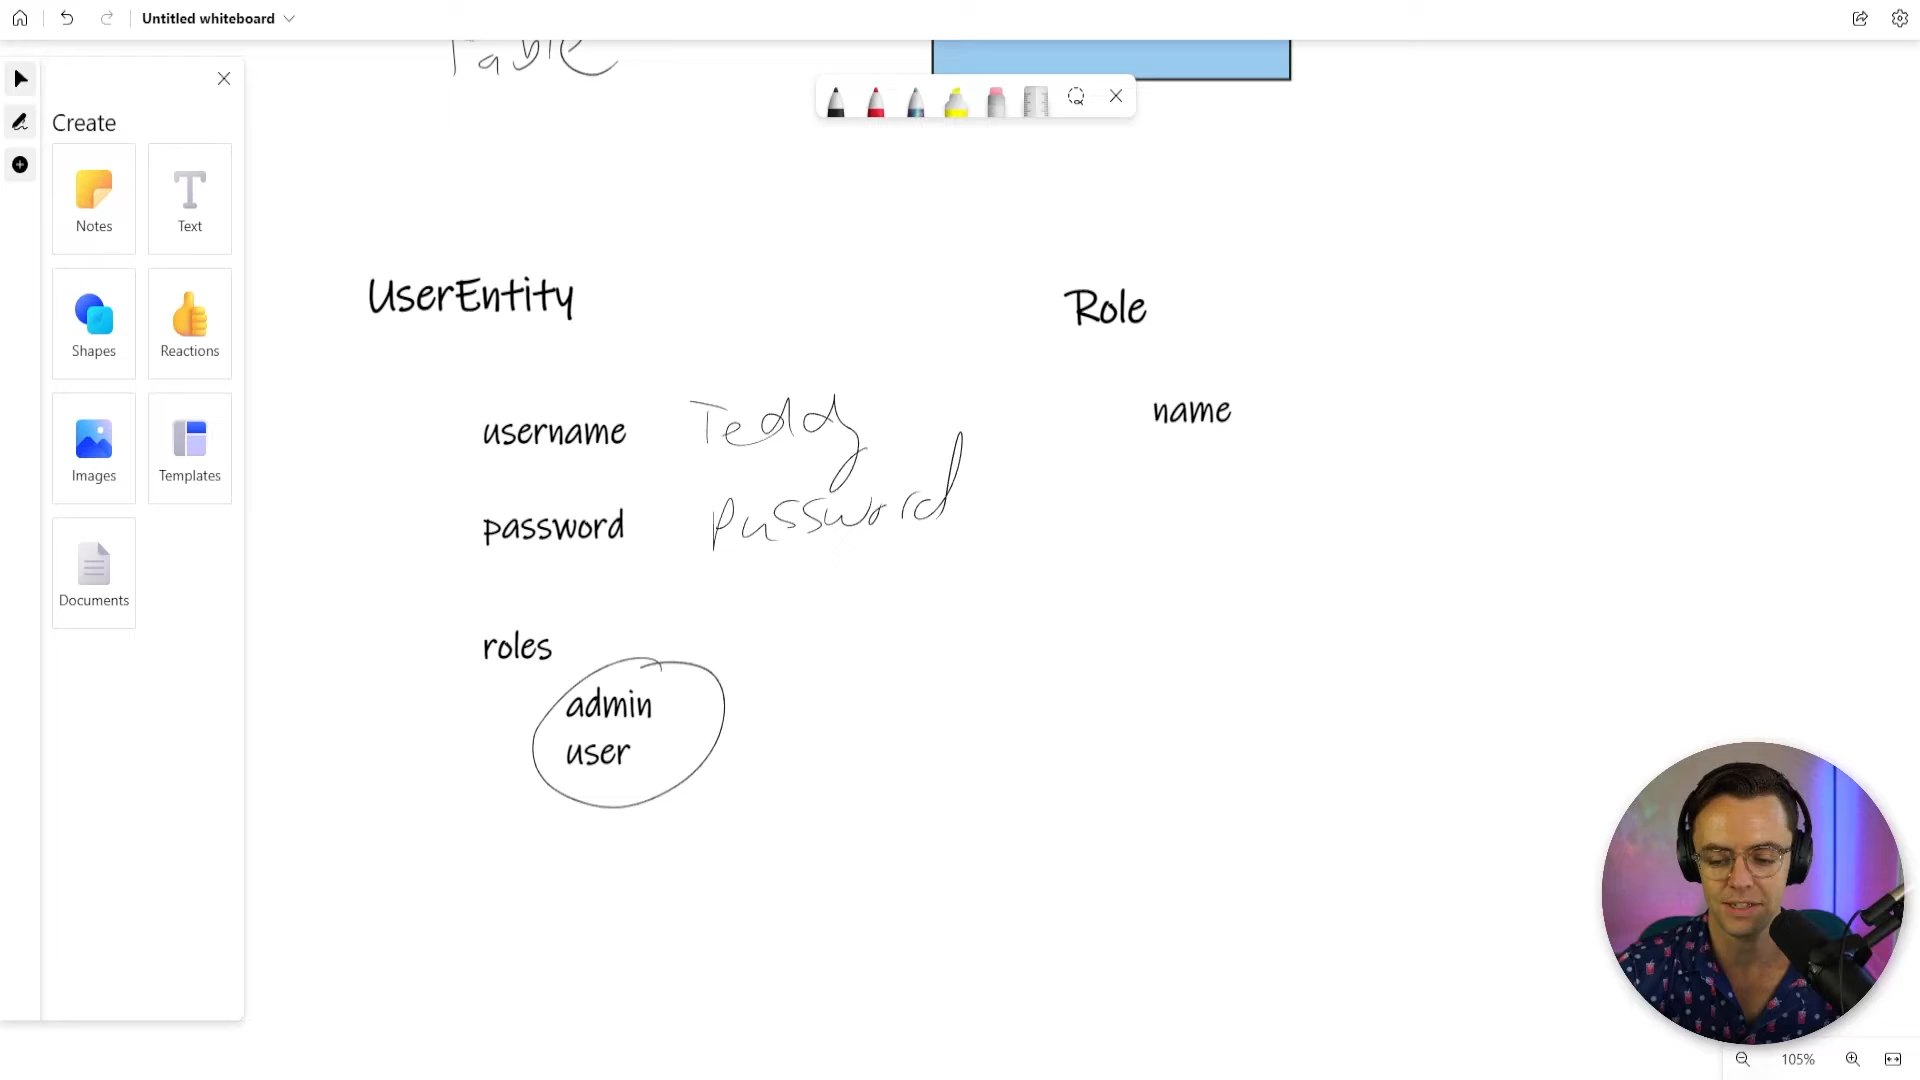 Untitled whiteboard
Table
Create
Notes
Text
Shapes
Reactions
Images
Templates
Documents
UserEntity
Role
username Teddy
name
password Password
roles
admin
user
105%